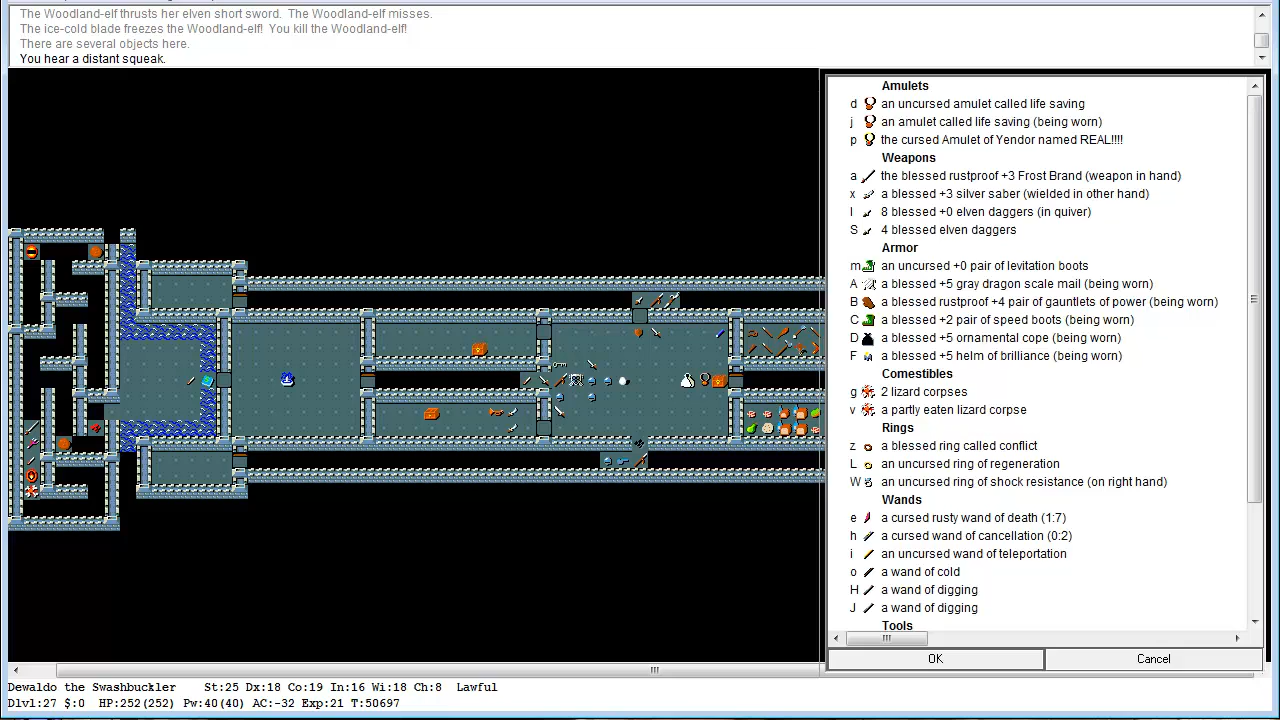 The Woodland-elf thrusts her elven short sword.  The Woodland-elf misses.
The ice-cold blade freezes the Woodland-elf!  You kill the Woodland-elf!
There are several objects here.
You hear a distant squeak.
Amulets
d an uncursed amulet called life saving
j an amulet called life saving (being worn)
p the cursed Amulet of Yendor named REAL!!!!
Weapons
a the blessed rustproof +3 Frost Brand (weapon in hand)
x a blessed +3 silver saber (wielded in other hand)
l 8 blessed +0 elven daggers (in quiver)
S 4 blessed elven daggers
Armor
m an uncursed +0 pair of levitation boots
A a blessed +5 gray dragon scale mail (being worn)
B a blessed rustproof +4 pair of gauntlets of power (being worn)
C a blessed +2 pair of speed boots (being worn)
D a blessed +5 ornamental cope (being worn)
F a blessed +5 helm of brilliance (being worn)
Comestibles
g 2 lizard corpses
v a partly eaten lizard corpse
Rings
z a blessed ring called conflict
L an uncursed ring of regeneration
W an uncursed ring of shock resistance (on right hand)
Wands
e a cursed rusty wand of death (1:7)
h a cursed wand of cancellation (0:2)
i an uncursed wand of teleportation
o a wand of cold
H a wand of digging
J a wand of digging
Tools
OK Cancel
Dewaldo the Swashbuckler St:25 Dx:18 Co:19 In:16 Wi:18 Ch:8 Lawful
Dlvl:27 $:0 HP:252(252) Pw:40(40) AC:-32 Exp:21 T:50697